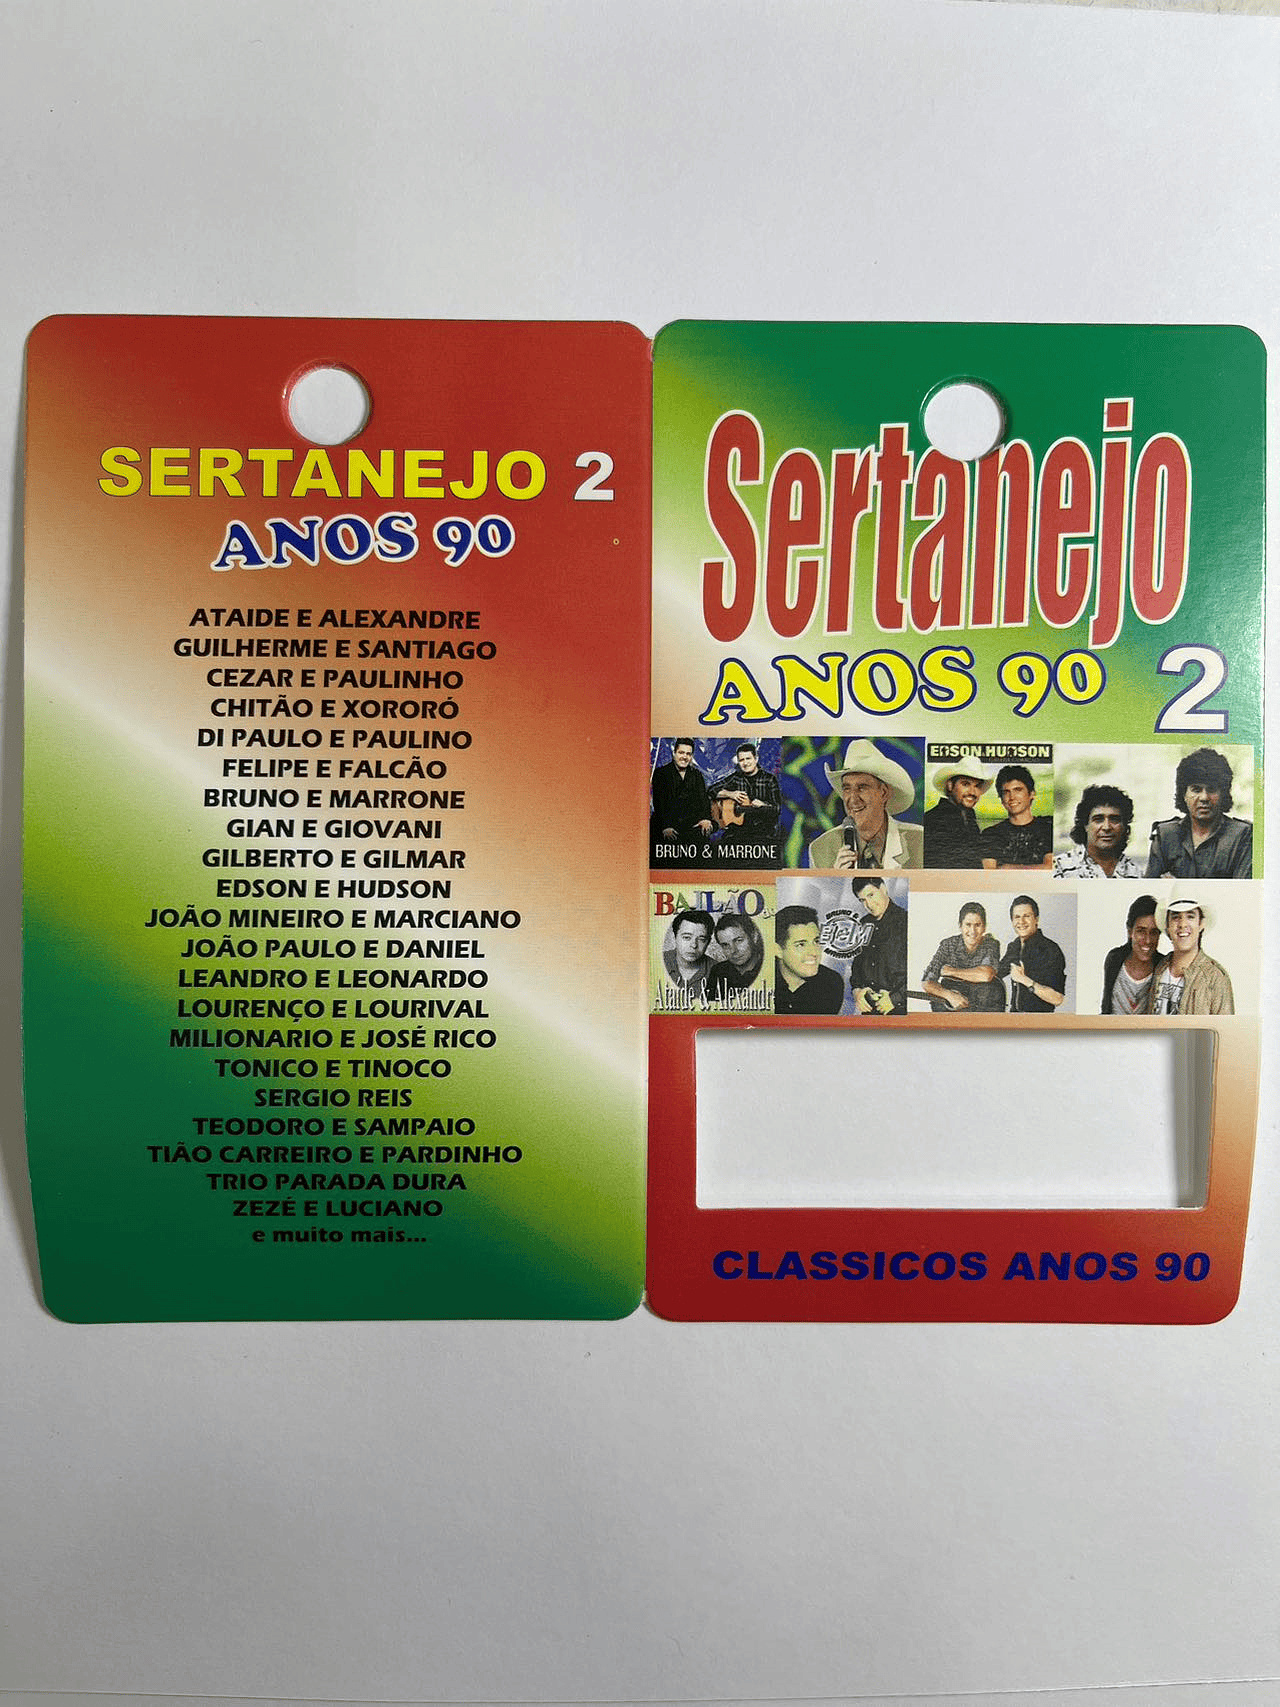 SERTANEJO 2
ANOS 90
ATAIDE E ALEXANDRE
GUILHERME E SANTIAGO
CEZAR E PAULINHO
CHITÃO E XORORÓ
DI PAULO E PAULINO
FELIPE E FALCÃO
BRUNO E MARRONE
GIAN E GIOVANI
GILBERTO E GILMAR
EDSON E HUDSON
JOÃO MINEIRO E MARCIANO
JOÃO PAULO E DANIEL
LEANDRO E LEONARDO
LOURENÇO E LOURIVAL
MILIONARIO E JOSÉ RICO
TONICO E TINOCO
SERGIO REIS
TEODORO E SAMPAIO
TIÃO CARREIRO E PARDINHO
TRIO PARADA DURA
ZEZÉ E LUCIANO
e muito mais...
Sertanejo
ANOS 90 2
EDSON HUDSON
BRUNO & MARRONE
BAILÃO
Ataíde & Alexandre
BRUNO &
B&M
MARRONE
CLASSICOS ANOS 90